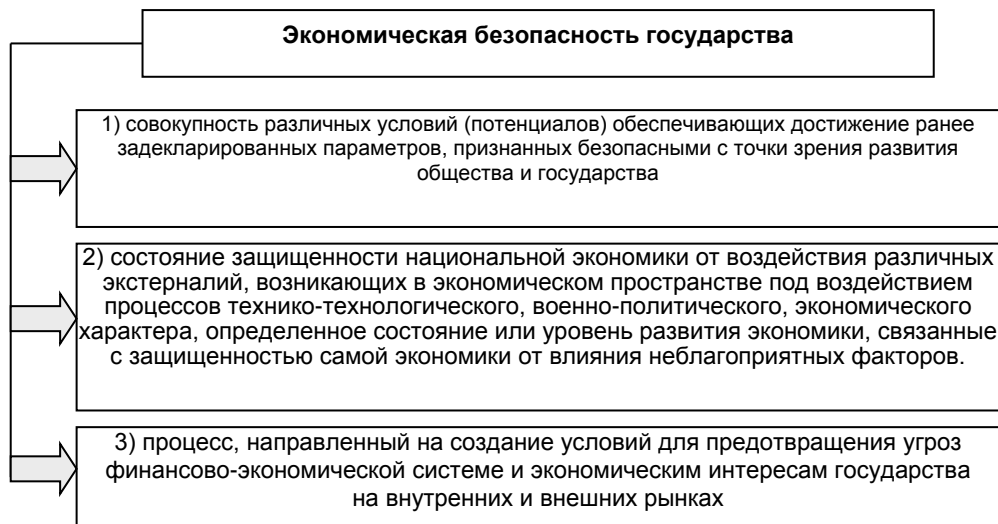 Экономическая безопасность государства
1) совокупность различных условий (потенциалов) обеспечивающих достижение ранее
задекларированных параметров, признанных безопасными с точки зрения развития
общества и государства
2) состояние защищенности национальной экономики от воздействия различных
экстерналий, возникающих в экономическом пространстве под воздействием
процессов технико-технологического, военно-политического, экономического
характера, определенное состояние или уровень развития экономики, связанные
с защищенностью самой экономики от влияния неблагоприятных факторов.
3) процесс, направленный на создание условий для предотвращения угроз
финансово-экономической системе и экономическим интересам государства
на внутренних и внешних рынках